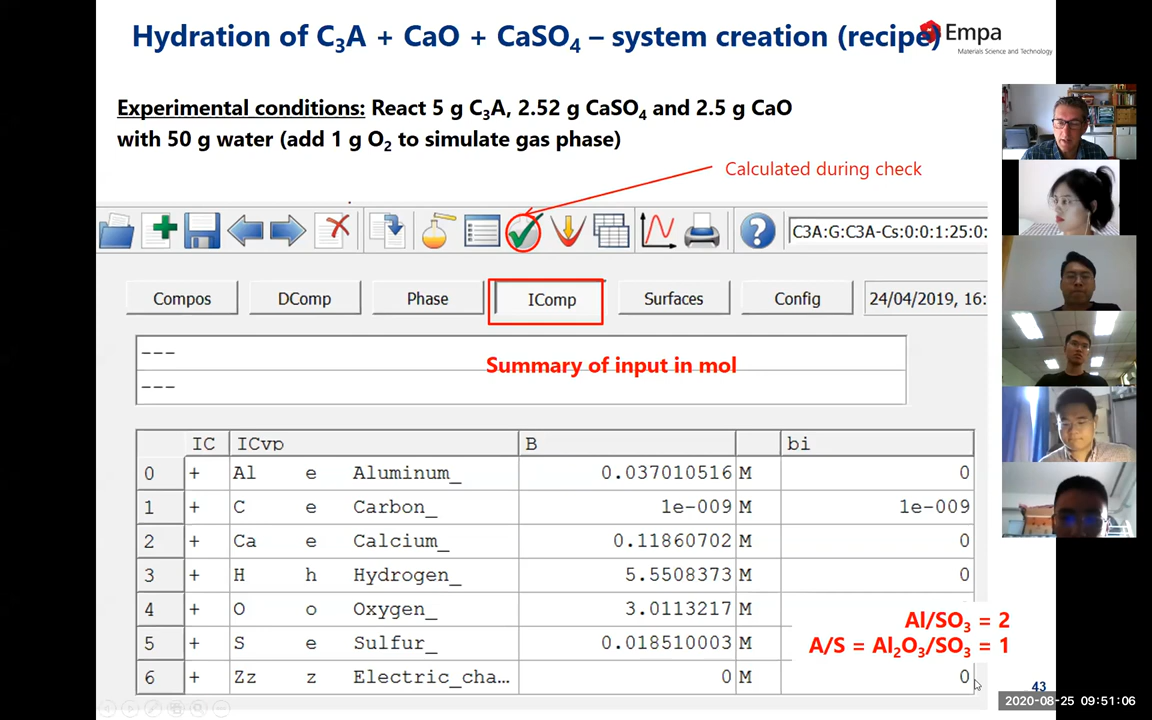 Hydration of C₃A + CaO + CaSO₄ – system creation (recipe)
Empa
Materials Science and Technology
Experimental conditions: React 5 g C₃A, 2.52 g CaSO₄ and 2.5 g CaO
with 50 g water (add 1 g O₂ to simulate gas phase)
Calculated during check
C3A:G:C3A-Cs:0:0:1:25:0:
Compos DComp Phase IComp Surfaces Config 24/04/2019, 16:
---
Summary of input in mol
---
IC ICvp B bi
0 + Al e Aluminum_ 0.037010516 M 0
1 + C e Carbon_ 1e-009 M 1e-009
2 + Ca e Calcium_ 0.11860702 M 0
3 + H h Hydrogen_ 5.5508373 M 0
4 + O o Oxygen_ 3.0113217 M
5 + S e Sulfur_ 0.018510003 M
6 + Zz z Electric_cha… 0 M 0
Al/SO₃ = 2
A/S = Al₂O₃/SO₃ = 1
43
2020-08-25 09:51:06